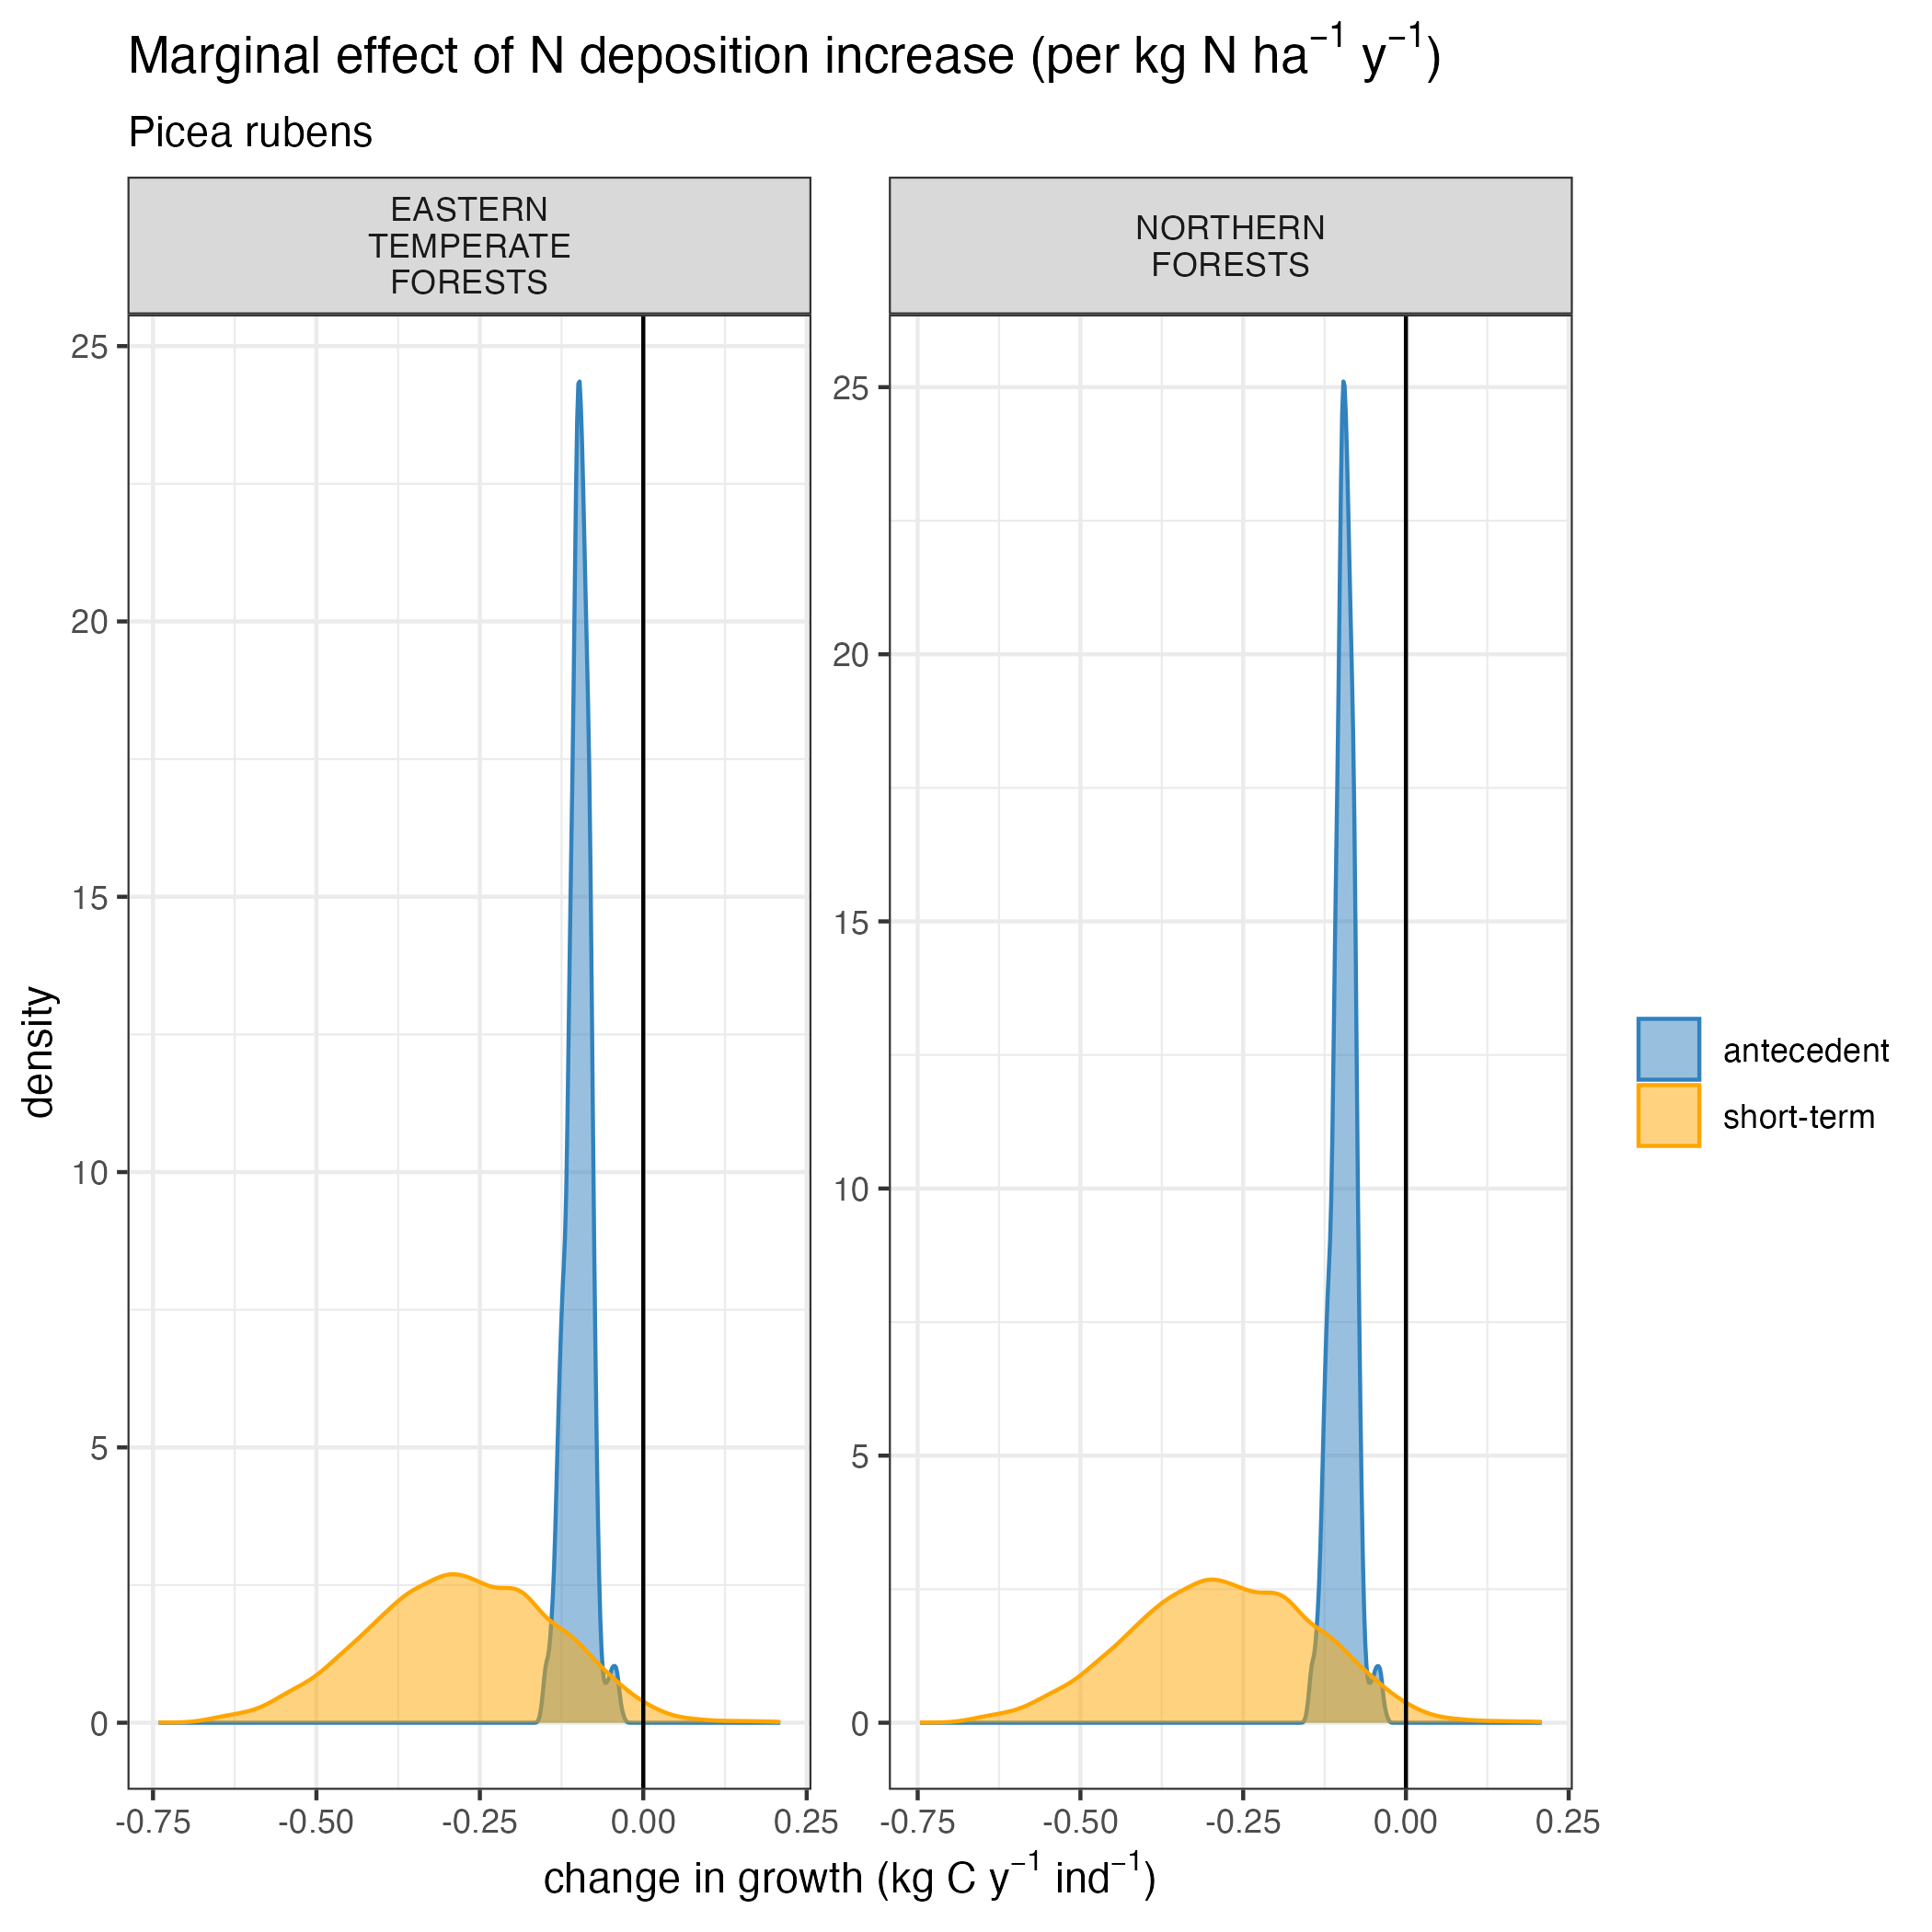 Marginal effect of N deposition increase (per kg N ha⁻¹ y⁻¹)
Picea rubens
EASTERN
TEMPERATE
FORESTS
NORTHERN
FORESTS
density
25
20
15
10
5
0
25
20
15
10
5
0
-0.75 -0.50 -0.25 0.00 0.25
-0.75 -0.50 -0.25 0.00 0.25
change in growth (kg C y⁻¹ ind⁻¹)
antecedent
short-term